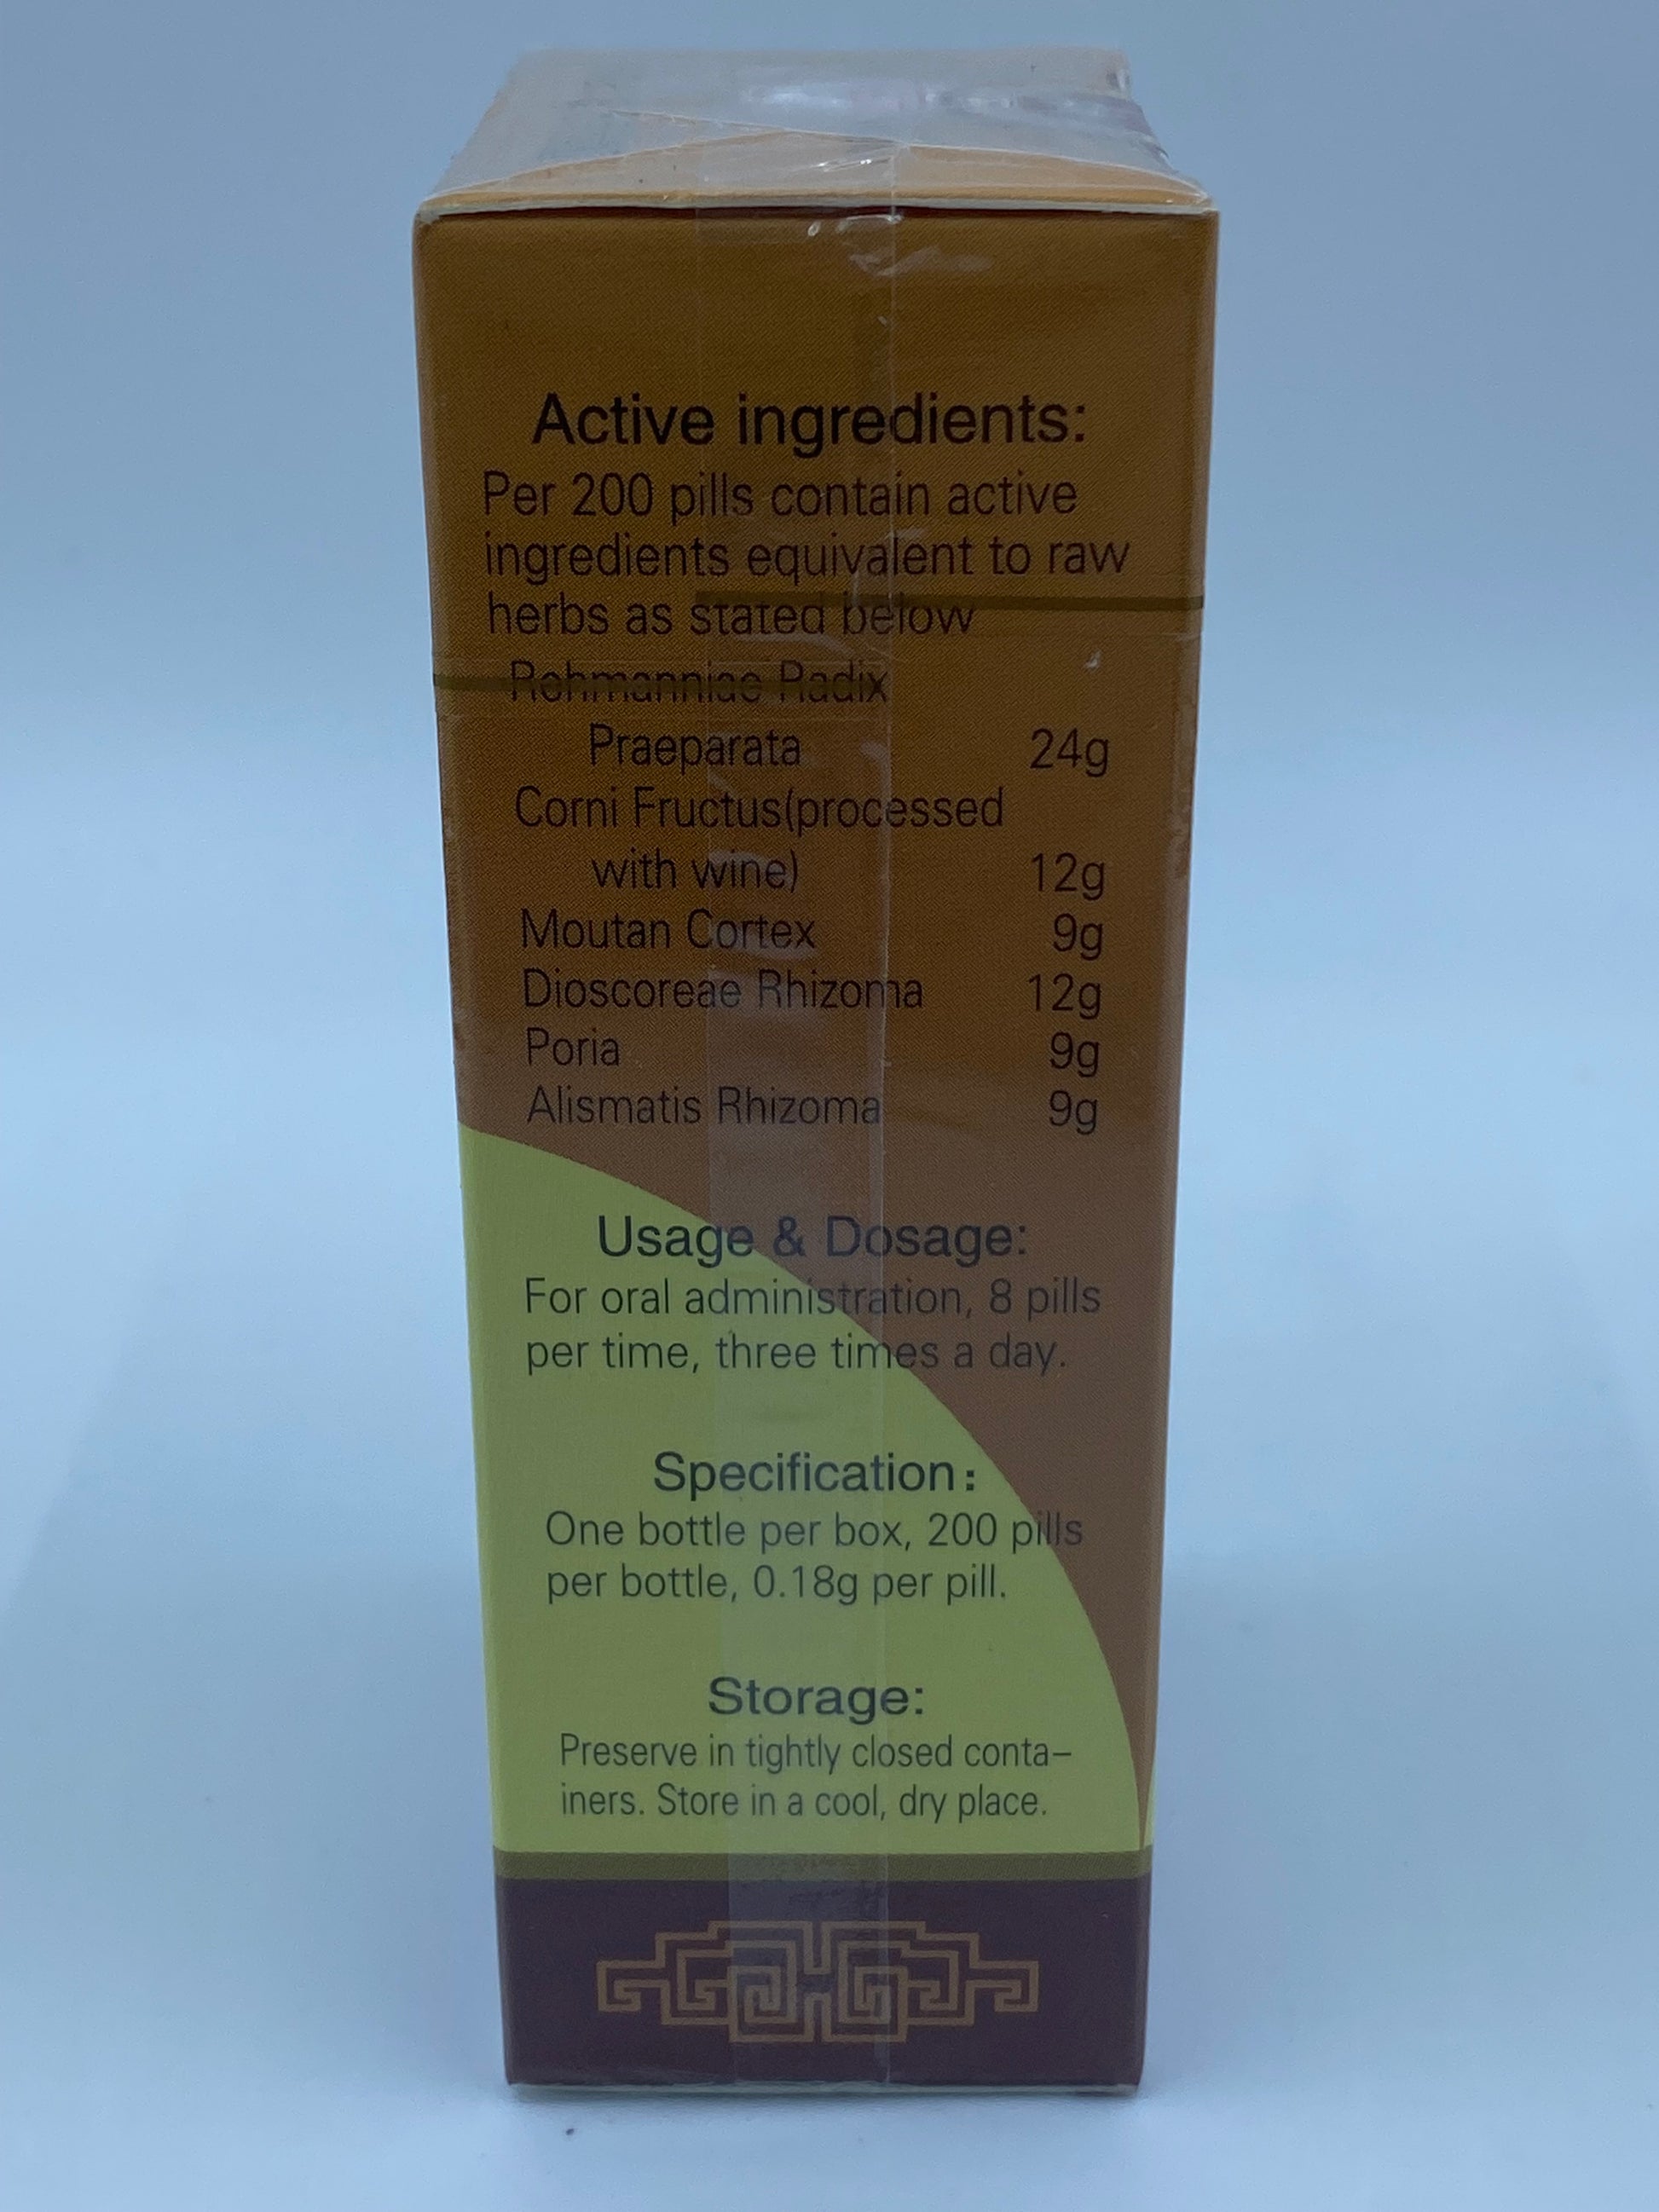 Active ingredients:
Per 200 pills contain active
ingredients equivalent to raw
herbs as stated below
Rehmanniae Radix
Praeparata 24g
Corni Fructus(processed
with wine) 12g
Moutan Cortex 9g
Dioscoreae Rhizoma 12g
Poria 9g
Alismatis Rhizoma 9g
Usage & Dosage:
For oral administration, 8 pills
per time, three times a day.
Specification:
One bottle per box, 200 pills
per bottle, 0.18g per pill.
Storage:
Preserve in tightly closed conta–
iners. Store in a cool, dry place.